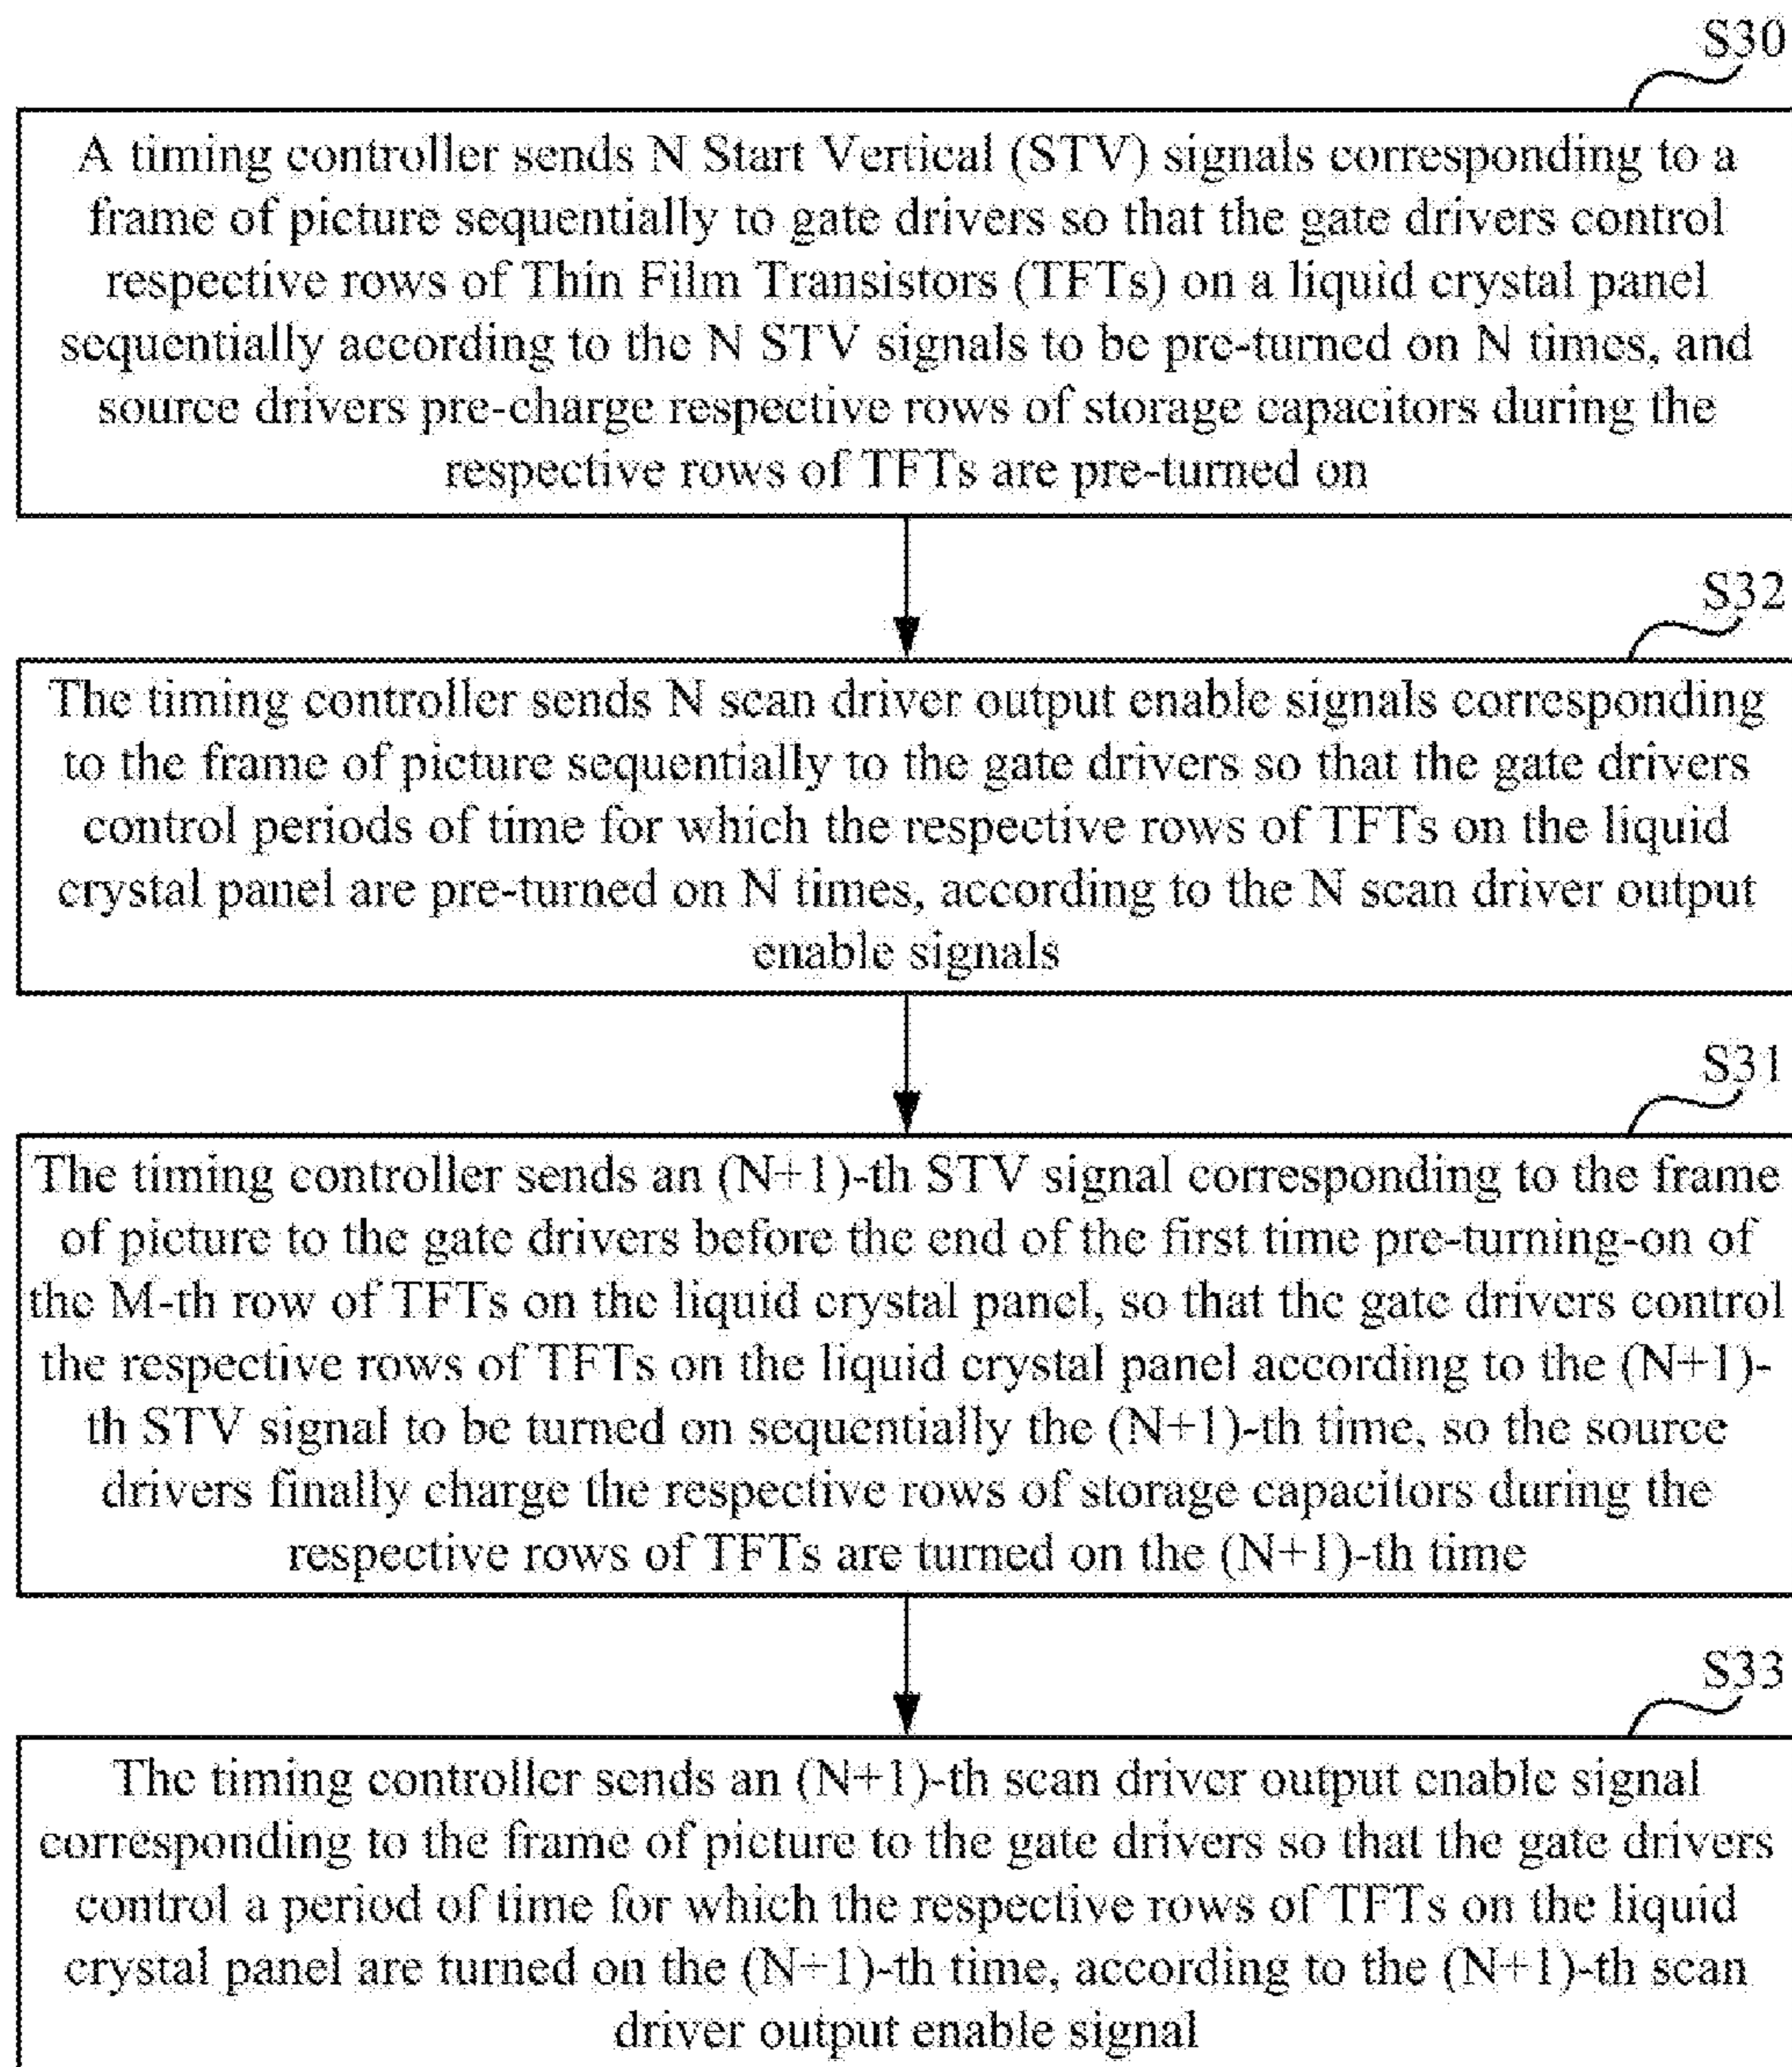 S30
A timing controller sends N Start Vertical (STV) signals corresponding to a
frame of picture sequentially to gate drivers so that the gate drivers control
respective rows of Thin Film Transistors (TFTs) on a liquid crystal panel
sequentially according to the N STV signals to be pre-turned on N times, and
source drivers pre-charge respective rows of storage capacitors during the
respective rows of TFTs are pre-turned on
S32
The timing controller sends N scan driver output enable signals corresponding
to the frame of picture sequentially to the gate drivers so that the gate drivers
control periods of time for which the respective rows of TFTs on the liquid
crystal panel are pre-turned on N times, according to the N scan driver output
enable signals
S31
The timing controller sends an (N+1)-th STV signal corresponding to the frame
of picture to the gate drivers before the end of the first time pre-turning-on of
the M-th row of TFTs on the liquid crystal panel, so that the gate drivers control
the respective rows of TFTs on the liquid crystal panel according to the (N+1)-
th STV signal to be turned on sequentially the (N+1)-th time, so the source
drivers finally charge the respective rows of storage capacitors during the
respective rows of TFTs are turned on the (N+1)-th time
S33
The timing controller sends an (N+1)-th scan driver output enable signal
corresponding to the frame of picture to the gate drivers so that the gate drivers
control a period of time for which the respective rows of TFTs on the liquid
crystal panel are turned on the (N+1)-th time, according to the (N+1)-th scan
driver output enable signal